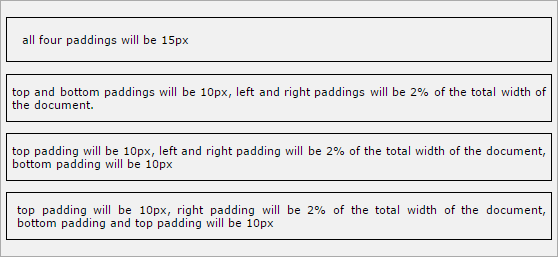 all four paddings will be 15px
top and bottom paddings will be 10px, left and right paddings will be 2% of the total width of
the document.
top padding will be 10px, left and right padding will be 2% of the total width of the document,
bottom padding will be 10px
top padding will be 10px, right padding will be 2% of the total width of the document,
bottom padding and top padding will be 10px